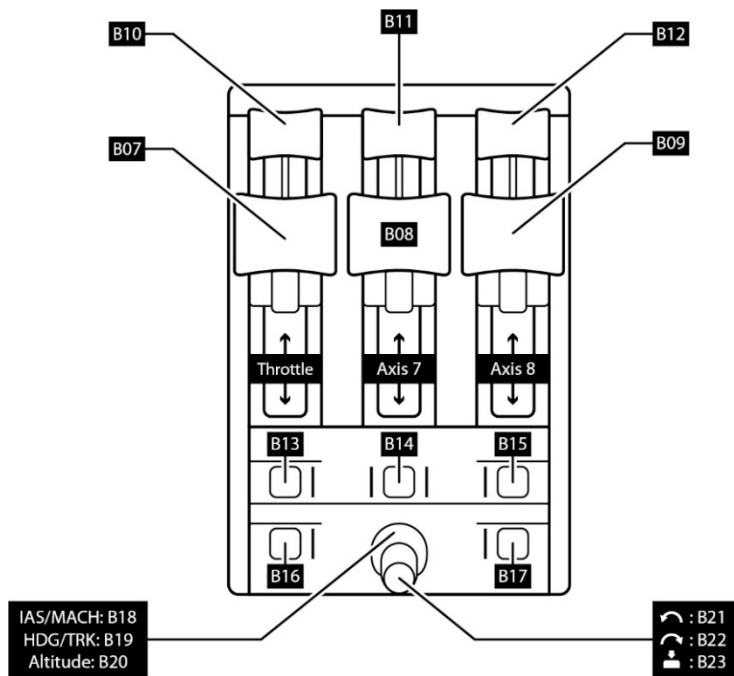 B11
B10
B12
B07
B09
B08
Throttle
Axis 7
Axis 8
B13
B14
B15
B16
B17
IAS/MACH: B18
HDG/TRK: B19
Altitude: B20
: B21
: B22
: B23